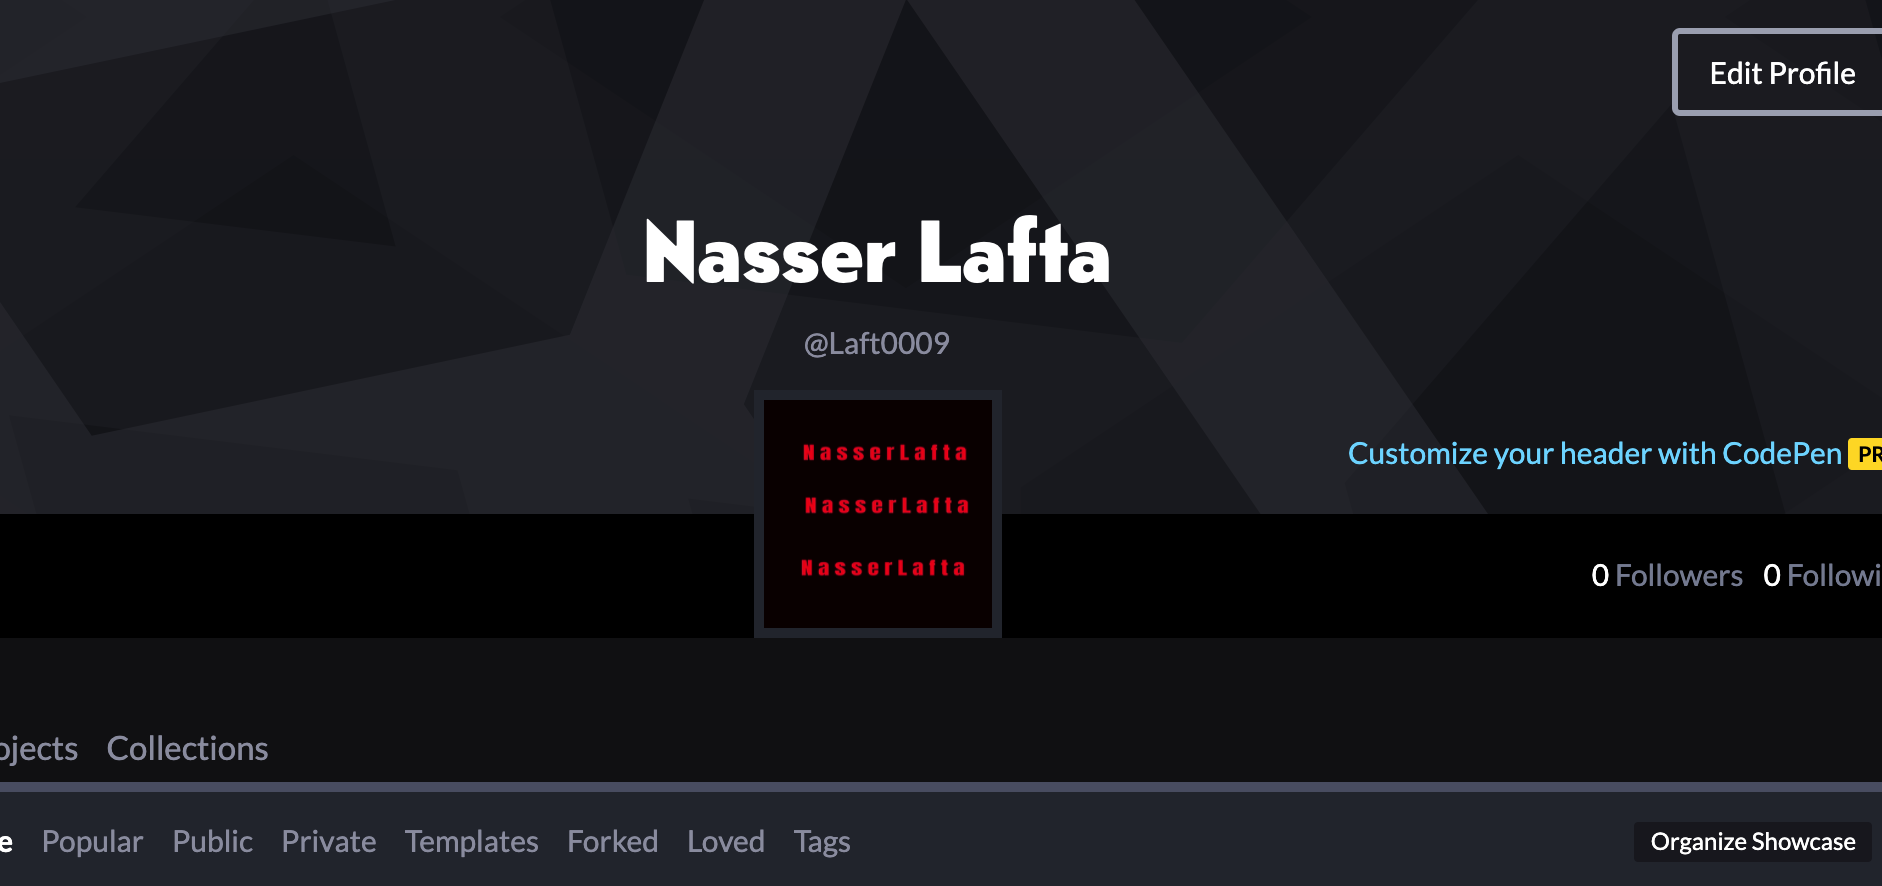 Edit Profile
Nasser Lafta
@Laft0009
NasserLafta
NasserLafta
NasserLafta
Customize your header with CodePen PR
0 Followers 0 Followi
ojects Collections
e Popular Public Private Templates Forked Loved Tags
Organize Showcase